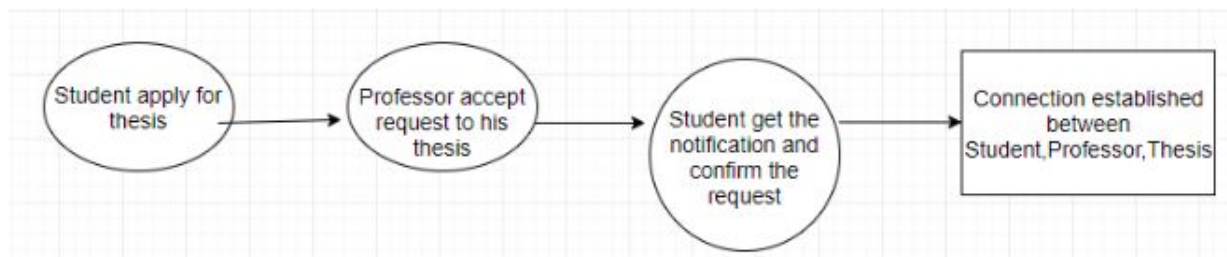 Student apply for
thesis
Professor accept
request to his
thesis
Student get the
notification and
confirm the
request
Connection established
between
Student,Professor,Thesis